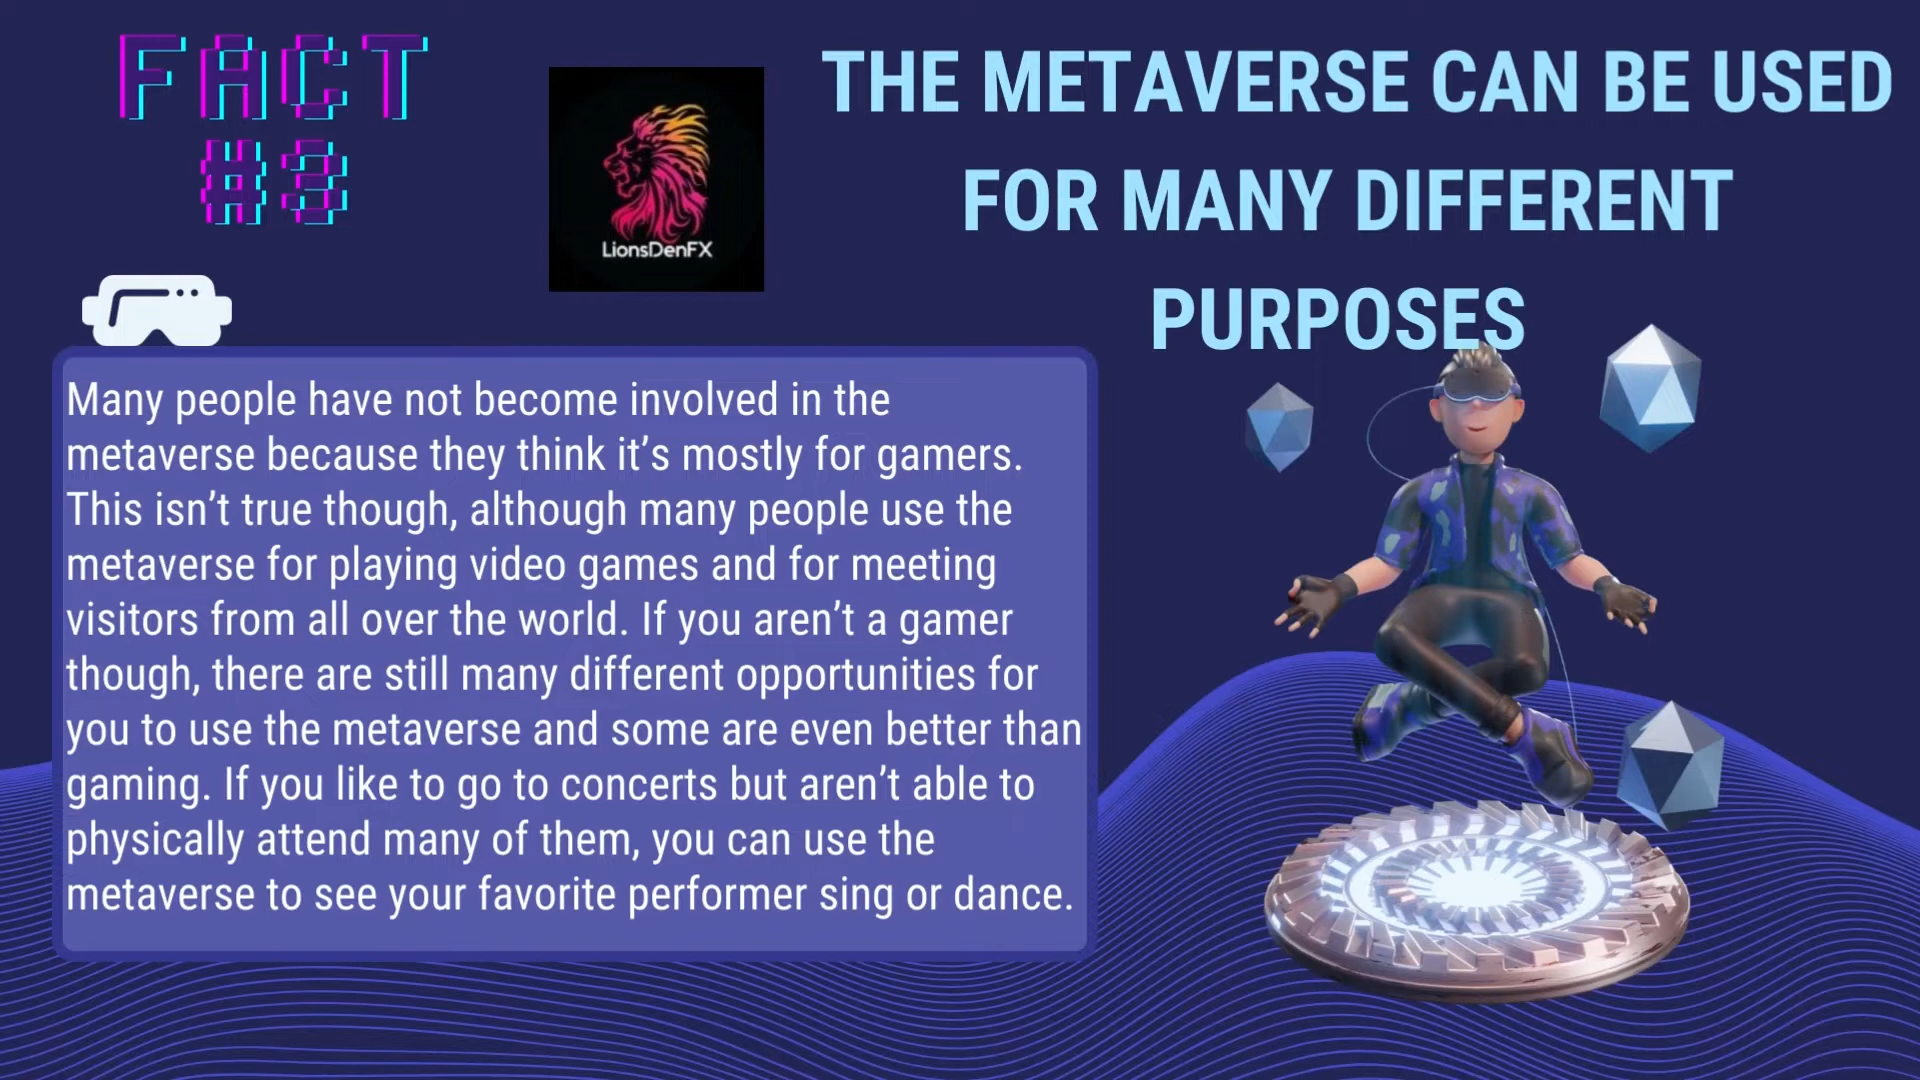 FACT
#3
LionsDenFX
THE METAVERSE CAN BE USED
FOR MANY DIFFERENT
PURPOSES
Many people have not become involved in the
metaverse because they think it’s mostly for gamers.
This isn’t true though, although many people use the
metaverse for playing video games and for meeting
visitors from all over the world. If you aren’t a gamer
though, there are still many different opportunities for
you to use the metaverse and some are even better than
gaming. If you like to go to concerts but aren’t able to
physically attend many of them, you can use the
metaverse to see your favorite performer sing or dance.